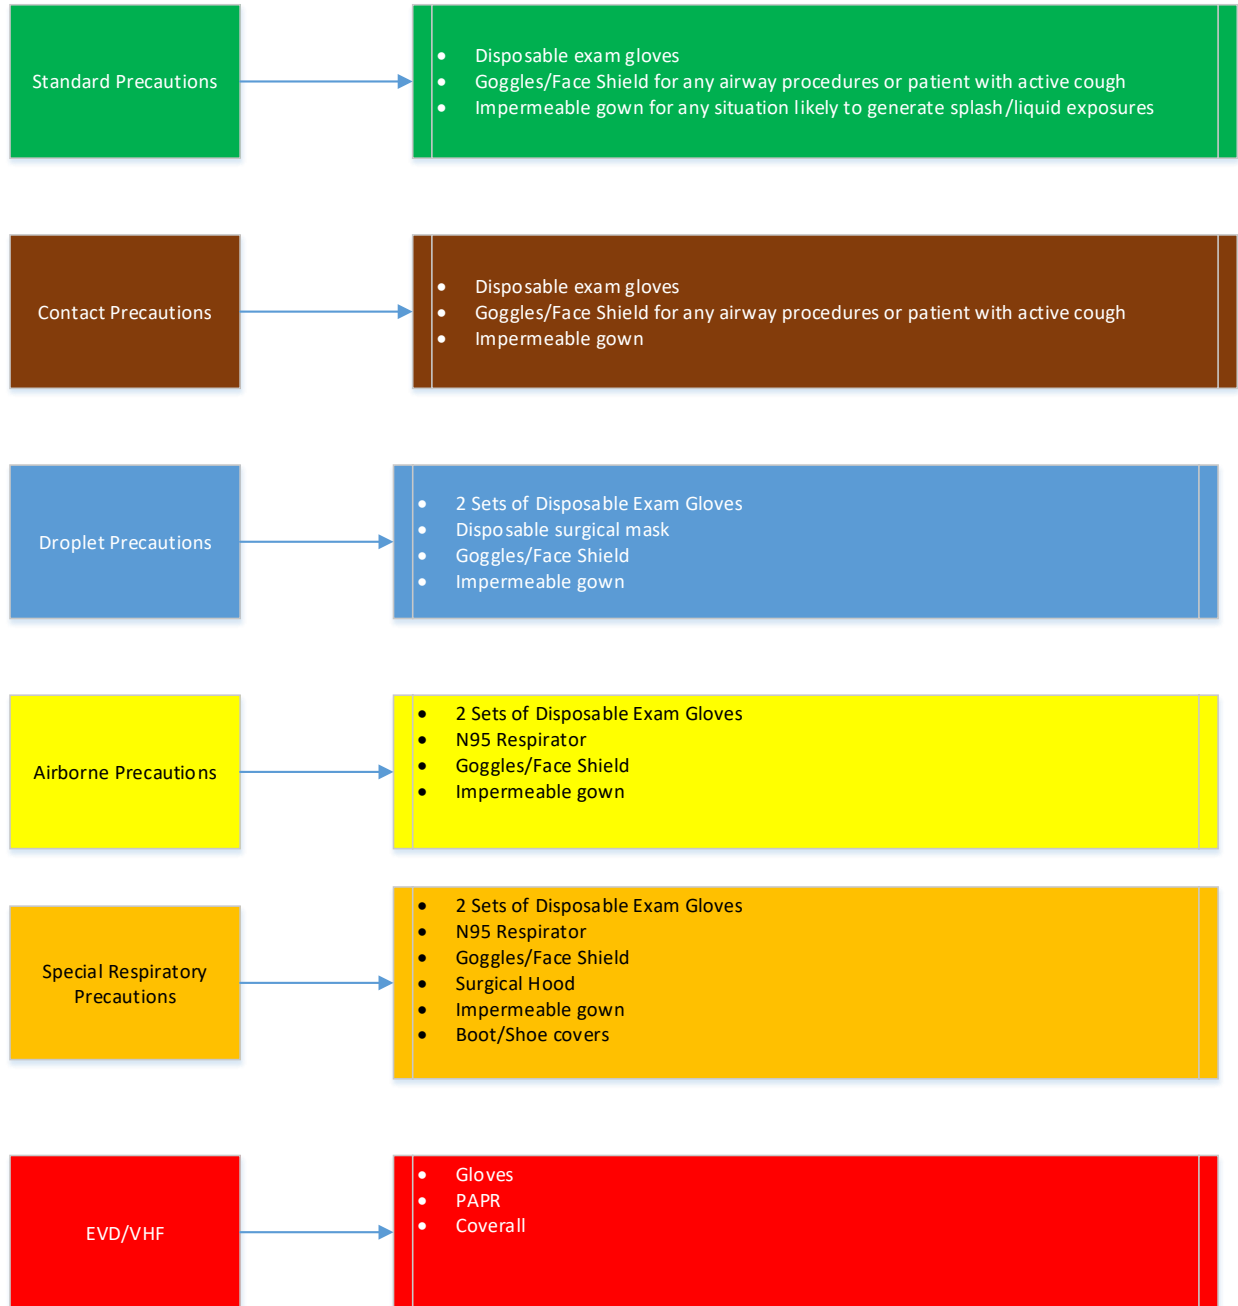 Standard Precautions
• Disposable exam gloves
• Goggles/Face Shield for any airway procedures or patient with active cough
• Impermeable gown for any situation likely to generate splash/liquid exposures
Contact Precautions
• Disposable exam gloves
• Goggles/Face Shield for any airway procedures or patient with active cough
• Impermeable gown
Droplet Precautions
• 2 Sets of Disposable Exam Gloves
• Disposable surgical mask
• Goggles/Face Shield
• Impermeable gown
Airborne Precautions
• 2 Sets of Disposable Exam Gloves
• N95 Respirator
• Goggles/Face Shield
• Impermeable gown
Special Respiratory
Precautions
• 2 Sets of Disposable Exam Gloves
• N95 Respirator
• Goggles/Face Shield
• Surgical Hood
• Impermeable gown
• Boot/Shoe covers
EVD/VHF
• Gloves
• PAPR
• Coverall